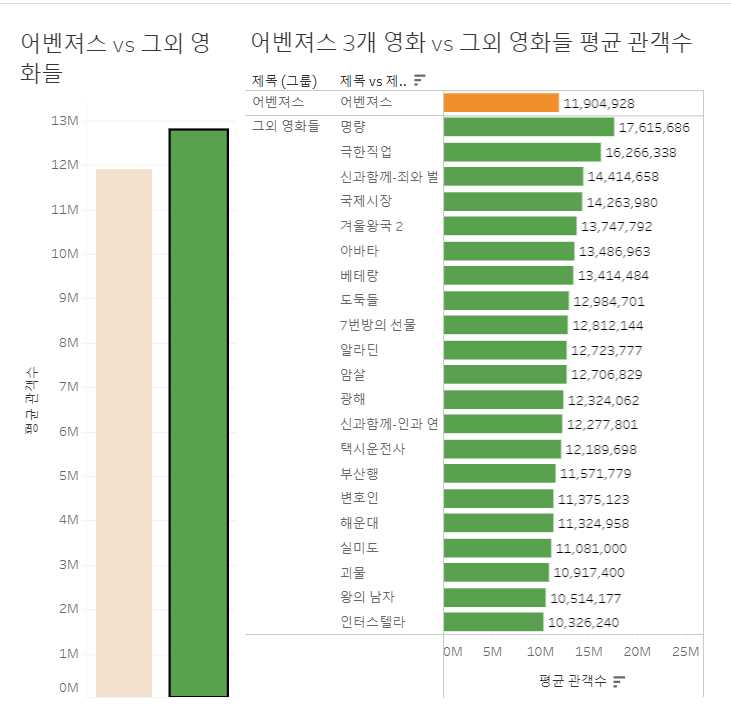 어벤져스 vs 그외 영
화들
13M
12M
11M
10M
9M
8M
7M
6M
5M
4M
3M
2M
1M
0M
평균 관객수
어벤져스 3개 영화 vs 그외 영화들 평균 관객수
제목 (그룹) 제목 vs 제..
어벤져스 어벤져스 11,904,928
그외 영화들 명량 17,615,686
극한직업 16,266,338
신과함께-죄와 벌 14,414,658
국제시장 14,263,980
겨울왕국 2 13,747,792
아바타 13,486,963
베테랑 13,414,484
도둑들 12,984,701
7번방의 선물 12,812,144
알라딘 12,723,777
암살 12,706,829
광해 12,324,062
신과함께-인과 연 12,277,801
택시운전사 12,189,698
부산행 11,571,779
변호인 11,375,123
해운대 11,324,958
실미도 11,081,000
괴물 10,917,400
왕의 남자 10,514,177
인터스텔라 10,326,240
0M 5M 10M 15M 20M 25M
평균 관객수